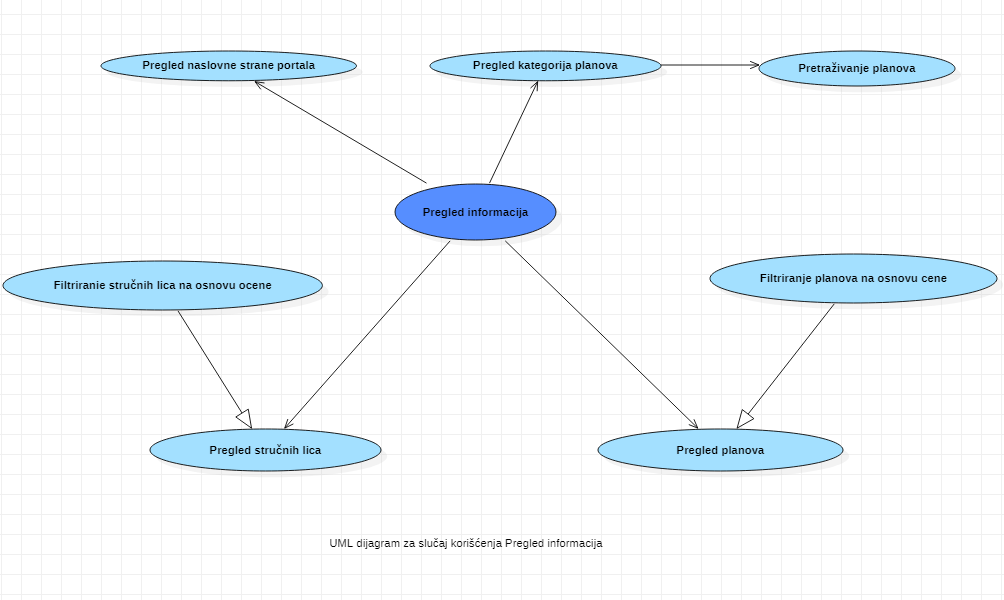 Pregled naslovne strane portala
Pregled kategorija planova
Pretraživanje planova
Pregled informacija
Filtriranie stručnih lica na osnovu ocene
Filtriranje planova na osnovu cene
Pregled stručnih lica
Pregled planova
UML dijagram za slučaj korišćenja Pregled informacija